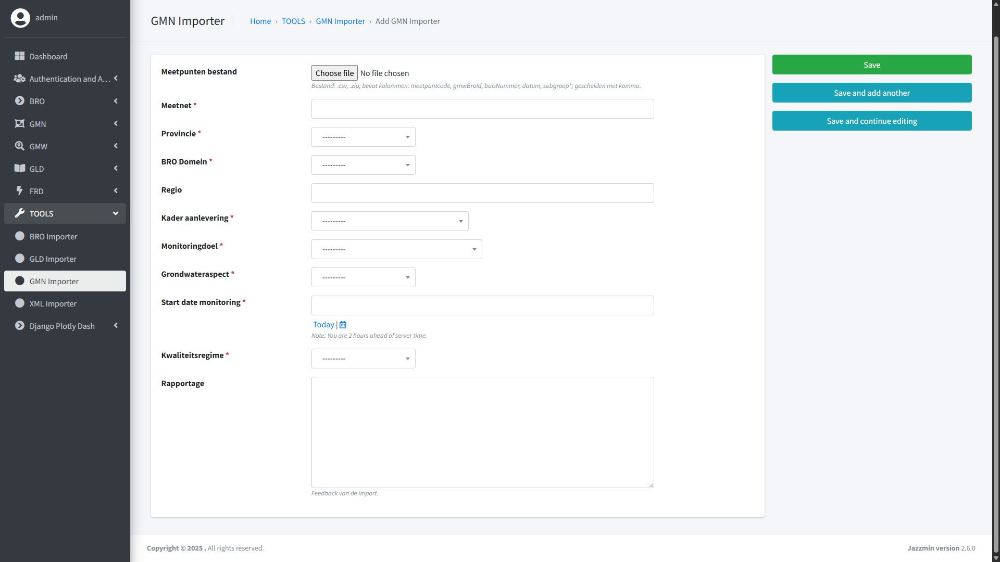 admin
Dashboard
Authentication and A...
BRO
GMN
GMW
GLD
FRD
TOOLS
BRO Importer
GLD Importer
GMN Importer
XML Importer
Django Plotly Dash
GMN Importer
Home › TOOLS › GMN Importer › Add GMN Importer
Meetpunten bestand
Choose file No file chosen
Bestand: .csv, .zip; bevat kolommen: meetpuntcode, gmwBroId, buisNummer, datum, subgroep*; gescheiden met komma.
Meetnet *
Provincie *
---------
BRO Domein *
---------
Regio
Kader aanlevering *
---------
Monitoringdoel *
---------
Grondwateraspect *
---------
Start date monitoring *
Today |
Note: You are 2 hours ahead of server time.
Kwaliteitsregime *
---------
Rapportage
Feedback van de import.
Save
Save and add another
Save and continue editing
Copyright © 2025 . All rights reserved.
Jazzmin version 2.6.0